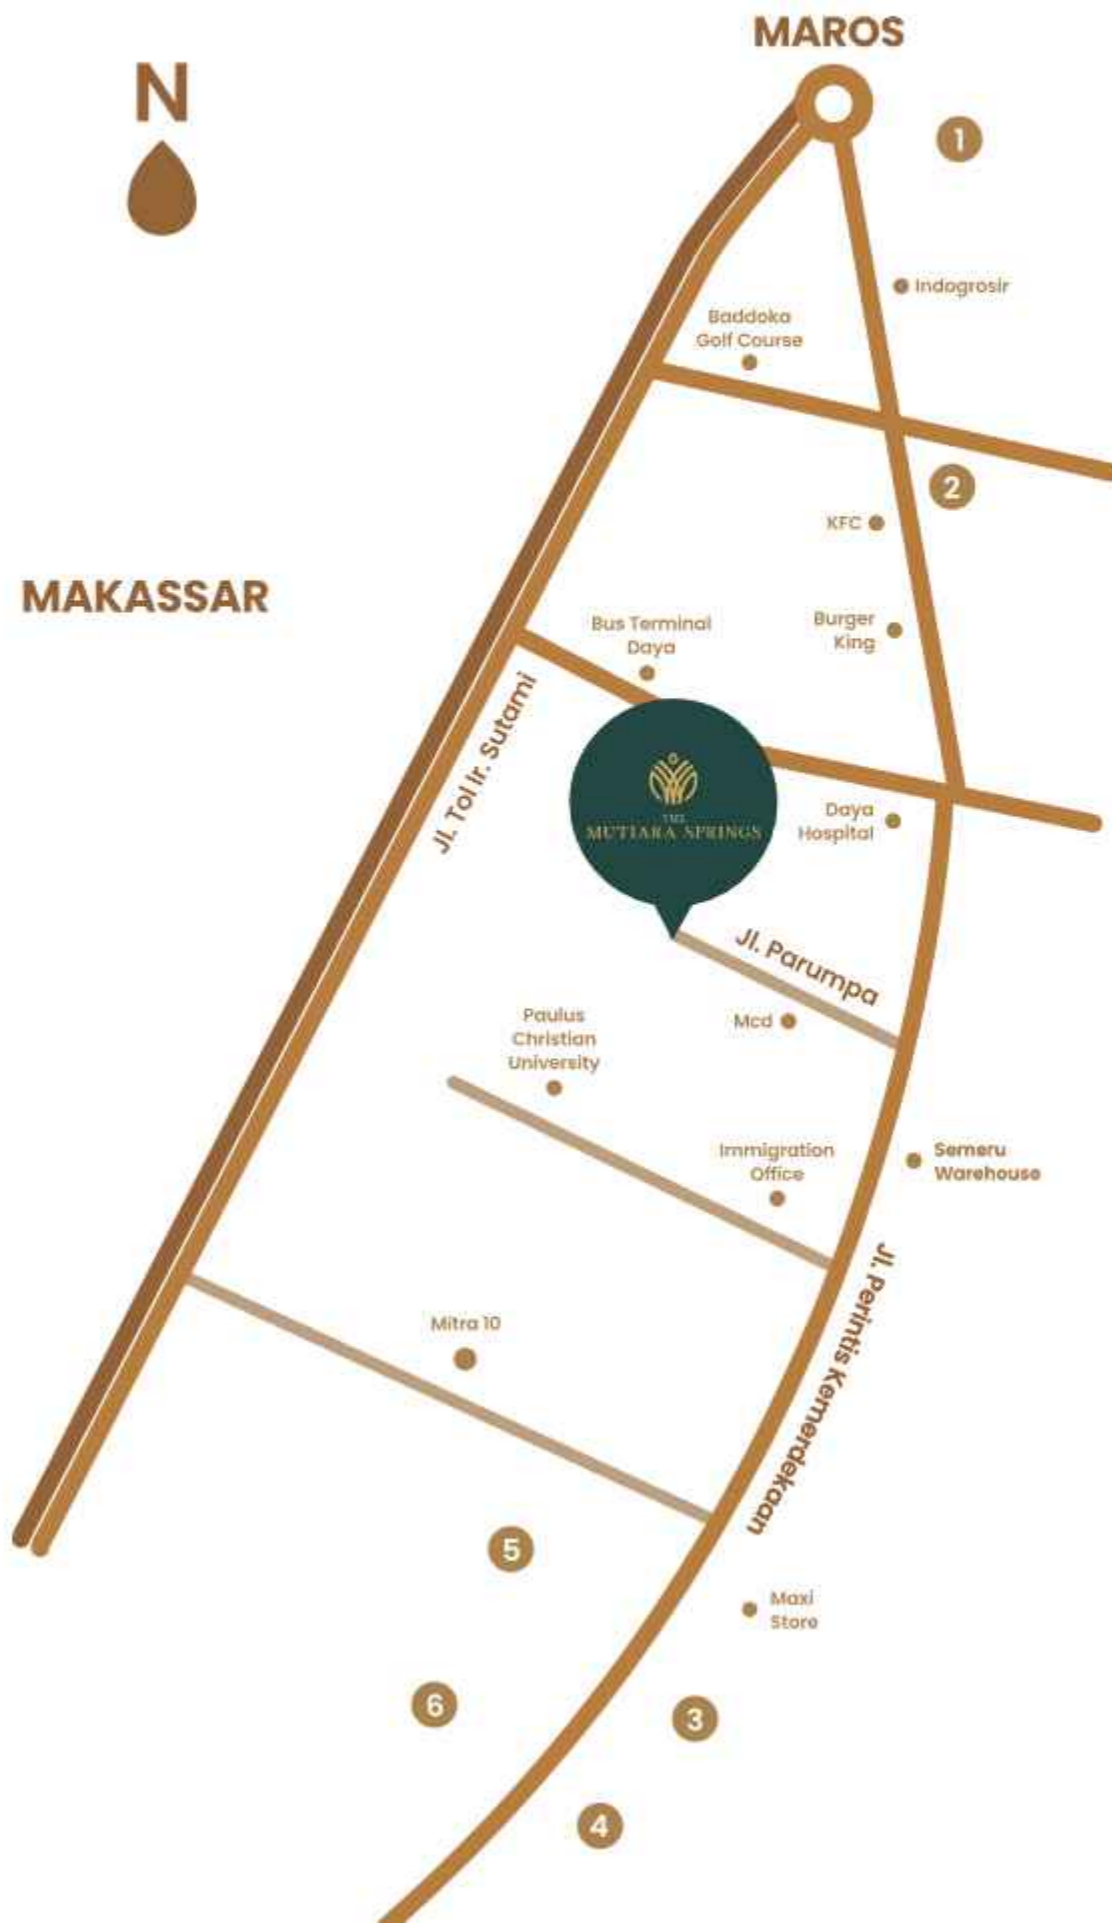 MAROS
N
1
Indogrosir
Baddoka
Golf Course
2
KFC
MAKASSAR
Burger
King
Bus Terminal
Daya
Jl. Tol Ir. Sutami
THE
MUTIARA SPRINGS
Daya
Hospital
Jl. Parumpa
Mcd
Paulus
Christian
University
Immigration
Office
Semeru
Warehouse
Jl. Perintis Kemerdekaan
Mitra 10
5
Maxi
Store
6
3
4